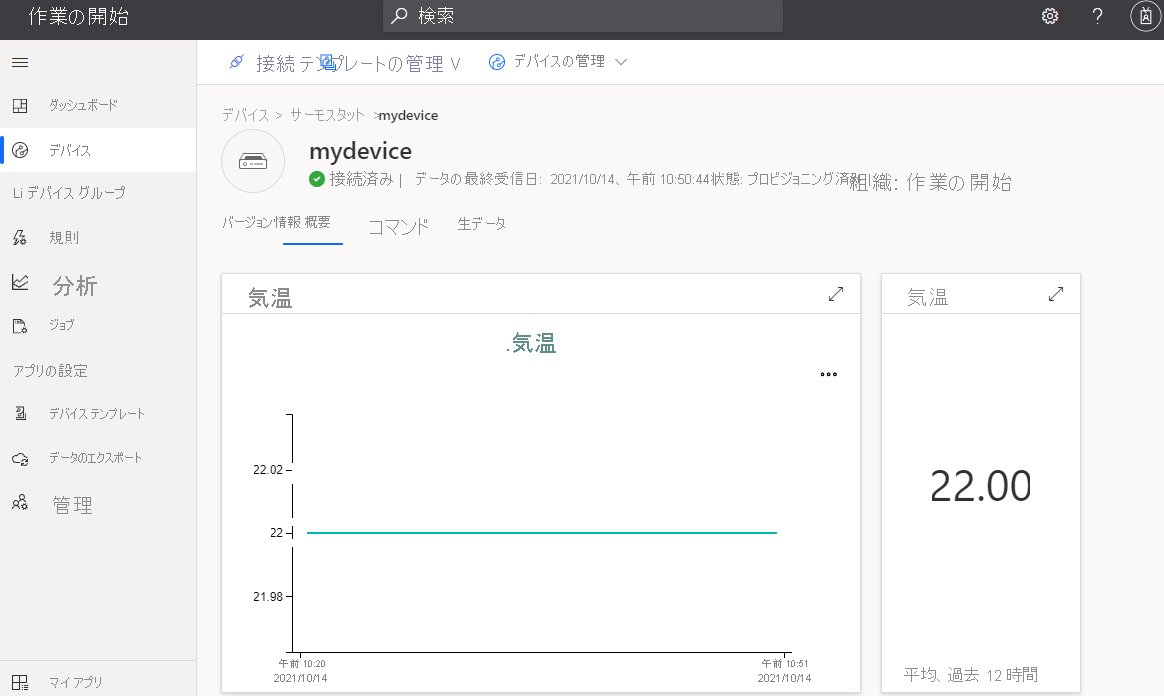 作業の開始
検索
?
接続テンプレートの管理 V
デバイスの管理
ダッシュボード
デバイス
Li デバイス グループ
規則
分析
ジョブ
アプリの設定
デバイス テンプレート
データのエクスポート
管理
マイ アプリ
デバイス > サーモスタット >mydevice
mydevice
接続済み | データの最終受信日: 2021/10/14、午前 10:50:44状態: プロビジョニング済み 組織: 作業の開始
バージョン情報 概要 コマンド 生データ
気温
.気温
22.02
22
21.98
午前 10:20
2021/10/14
午前 10:51
2021/10/14
気温
22.00
平均、過去 12 時間